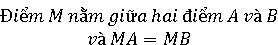 Điểm M nằm giữa hai điểm A và B
và MA = MB